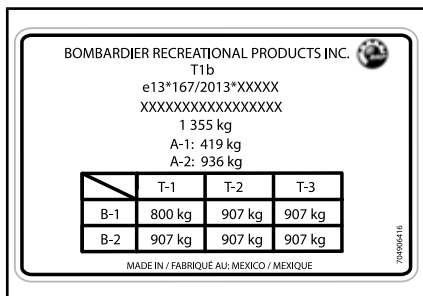 BOMBARDIER RECREATIONAL PRODUCTS INC.
T1b
e13*167/2013*XXXXX
XXXXXXXXXXXXXXXXX
1 355 kg
A-1: 419 kg
A-2: 936 kg
T-1 T-2 T-3
B-1 800 kg 907 kg 907 kg
B-2 907 kg 907 kg 907 kg
MADE IN / FABRIQUÉ AU: MEXICO / MEXIQUE
704906416